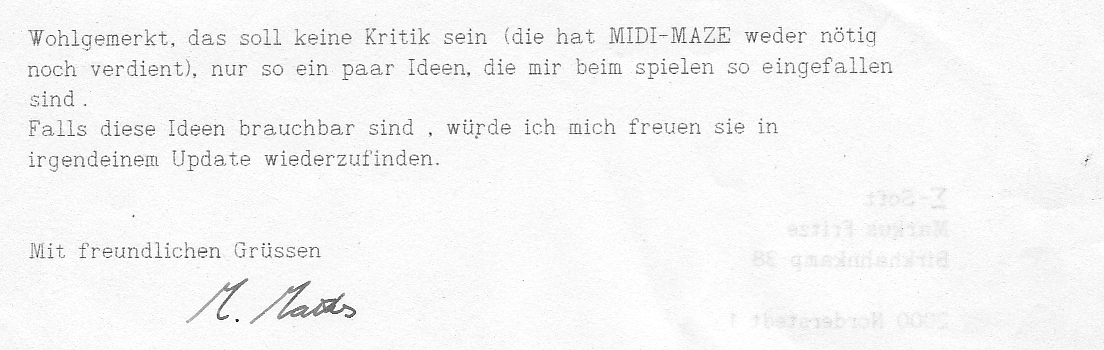 Wohlgemerkt, das soll keine Kritik sein (die hat MIDI-MAZE weder nötig
noch verdient), nur so ein paar Ideen, die mir beim spielen so eingefallen
sind .
Falls diese Ideen brauchbar sind , würde ich mich freuen sie in
irgendeinem Update wiederzufinden.
Σ-Soft
Markus Fritze
Birkhahnkamp 38
2000 Norderstedt 1
Mit freundlichen Grüssen
M.